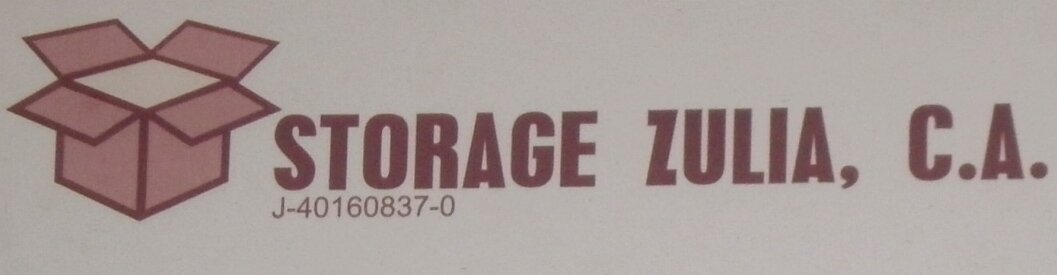 STORAGE ZULIA, C.A.
J-40160837-0